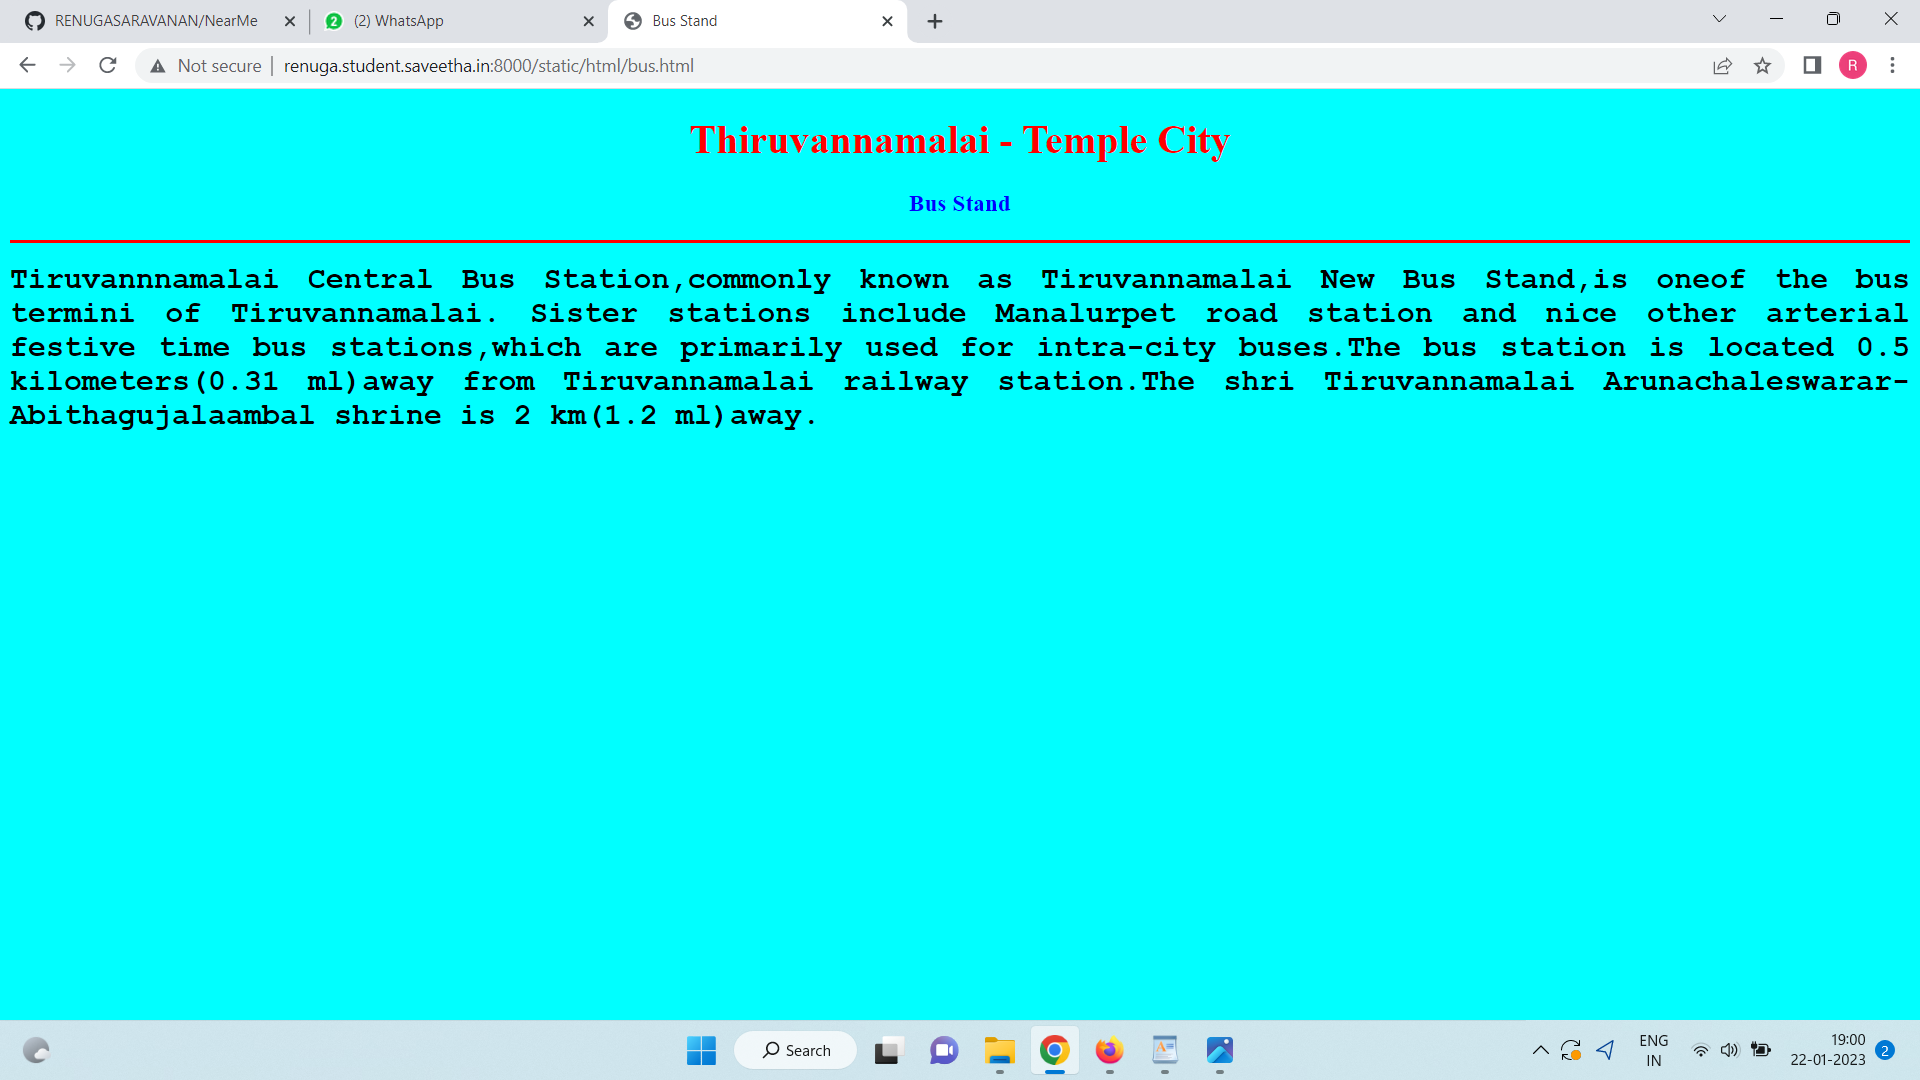 RENUGASARAVANAN/NearMe
(2) WhatsApp
Bus Stand
Not secure | renuga.student.saveetha.in:8000/static/html/bus.html
R
Thiruvannamalai - Temple City
Bus Stand
Tiruvannnamalai Central Bus Station,commonly known as Tiruvannamalai New Bus Stand,is oneof the bus
termini of Tiruvannamalai. Sister stations include Manalurpet road station and nice other arterial
festive time bus stations,which are primarily used for intra-city buses.The bus station is located 0.5
kilometers(0.31 ml)away from Tiruvannamalai railway station.The shri Tiruvannamalai Arunachaleswarar-
Abithagujalaambal shrine is 2 km(1.2 ml)away.
Search
ENG
IN
19:00
22-01-2023
2